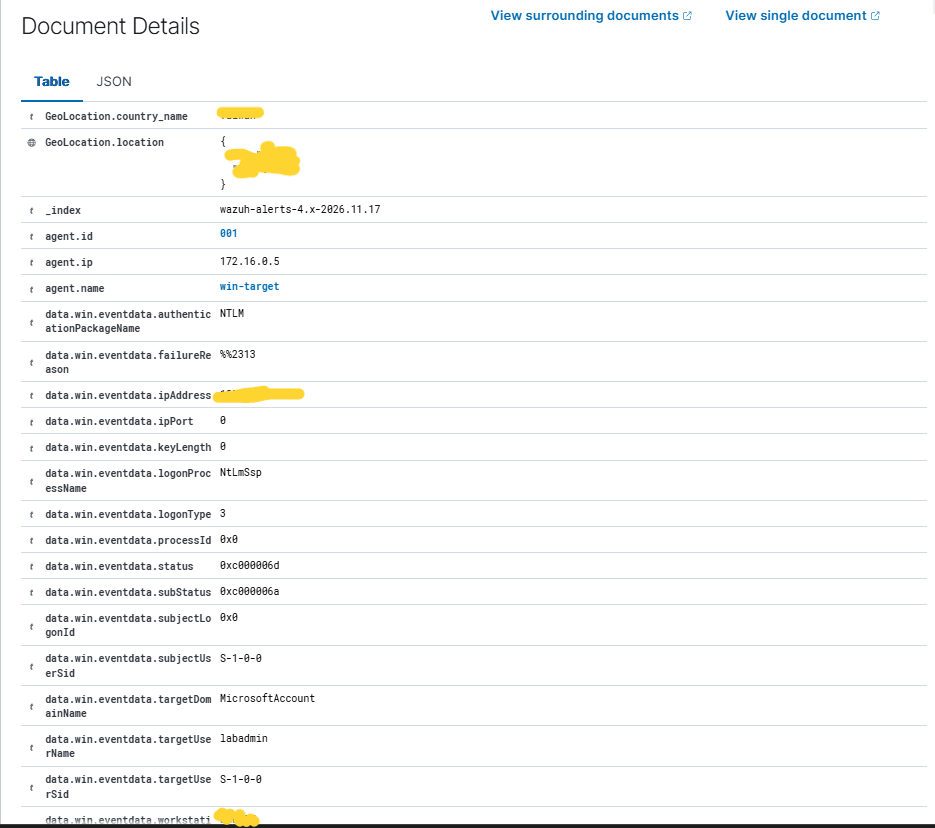 Document Details
View surrounding documents
View single document
Table
JSON
t
GeoLocation.country_name
GeoLocation.location
{
}
t
_index
wazuh-alerts-4.x-2026.11.17
t
agent.id
001
t
agent.ip
172.16.0.5
t
agent.name
win-target
t
data.win.eventdata.authentic
ationPackageName
NTLM
t
data.win.eventdata.failureRe
ason
%%2313
t
data.win.eventdata.ipAddress
t
data.win.eventdata.ipPort
0
t
data.win.eventdata.keyLength
0
t
data.win.eventdata.logonProc
essName
NtLmSsp
t
data.win.eventdata.logonType
3
t
data.win.eventdata.processId
0x0
t
data.win.eventdata.status
0xc000006d
t
data.win.eventdata.subStatus
0xc000006a
t
data.win.eventdata.subjectLo
gonId
0x0
t
data.win.eventdata.subjectUs
erSid
S-1-0-0
t
data.win.eventdata.targetDom
ainName
MicrosoftAccount
t
data.win.eventdata.targetUse
rName
labadmin
t
data.win.eventdata.targetUse
rSid
S-1-0-0
data.win.eventdata.workstati